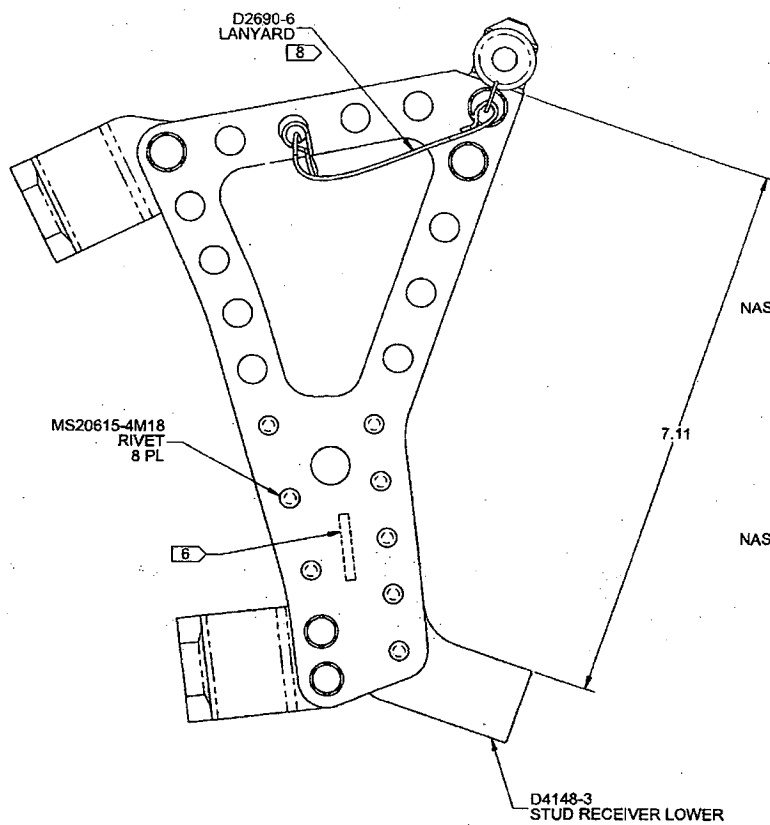 D2690-6
LANYARD
8
NAS
MS20615-4M18
RIVET
8 PL
7.11
6
NAS
D4148-3
STUD RECEIVER LOWER